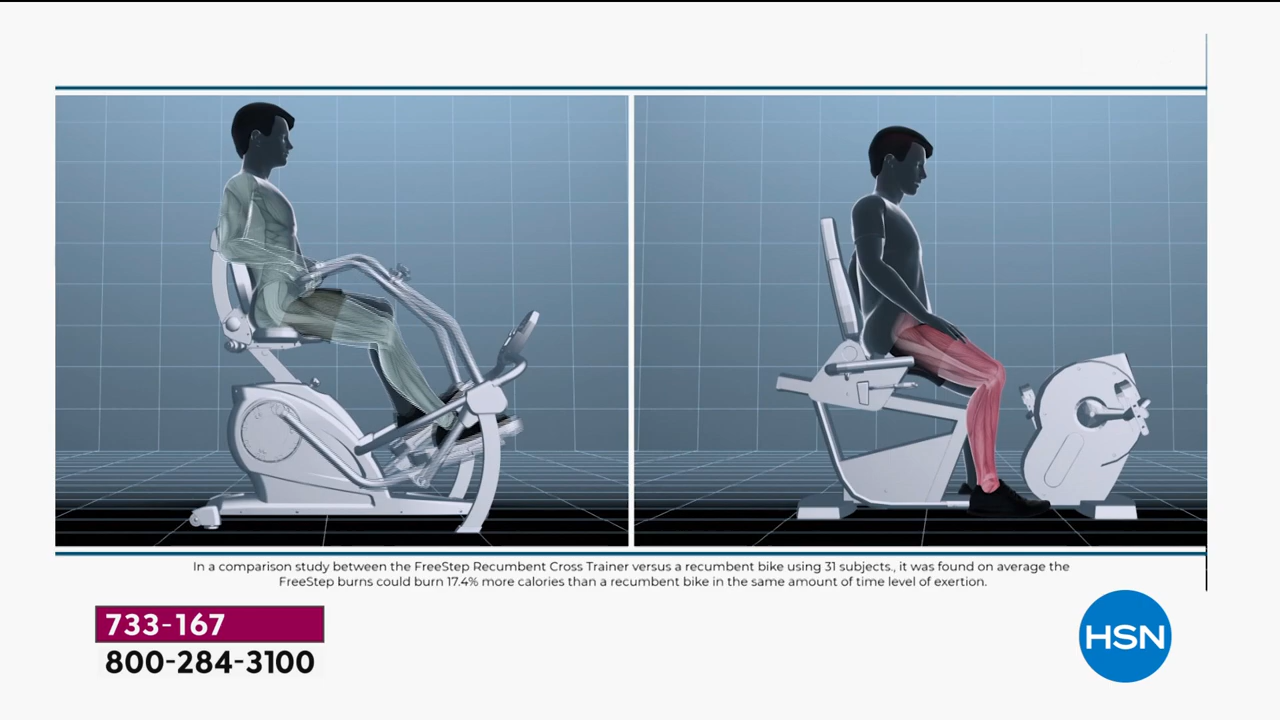 In a comparison study between the FreeStep Recumbent Cross Trainer versus a recumbent bike using 31 subjects., it was found on average the
FreeStep burns could burn 17.4% more calories than a recumbent bike in the same amount of time level of exertion.
733-167
800-284-3100
HSN